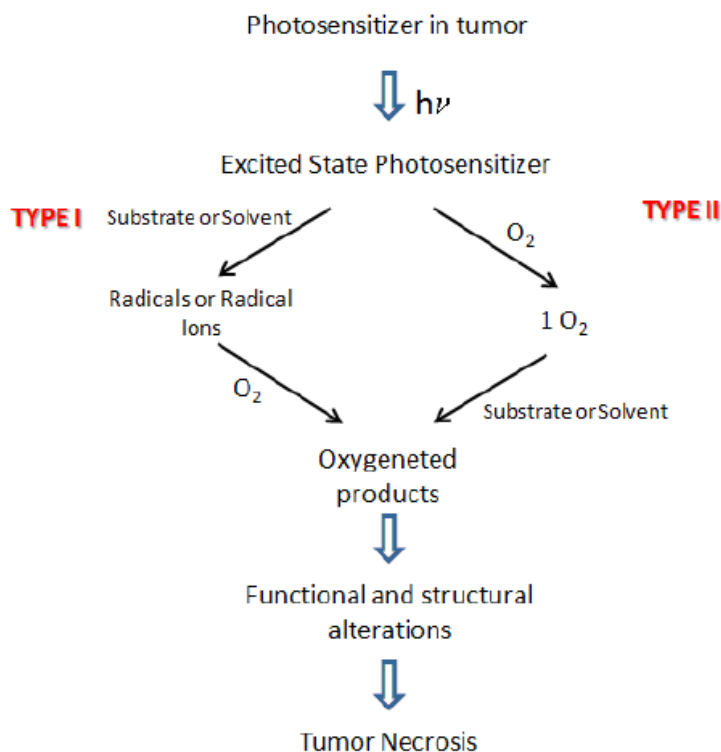 Photosensitizer in tumor
hν
Excited State Photosensitizer
TYPE I
Substrate or Solvent
TYPE II
O₂
Radicals or Radical
Ions
1 O₂
O₂
Substrate or Solvent
Oxygeneted
products
Functional and structural
alterations
Tumor Necrosis